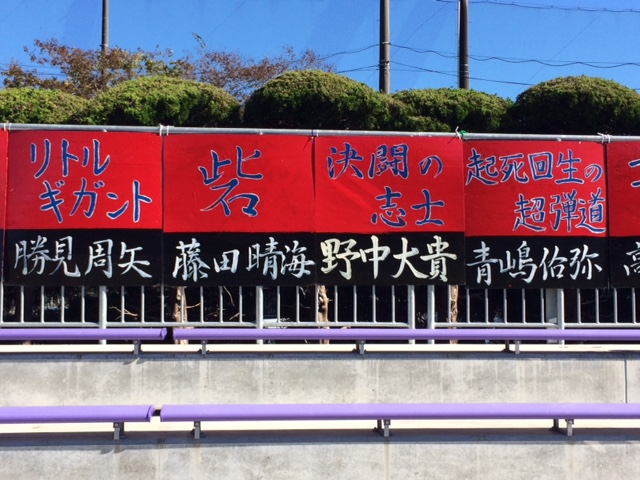 リトル
ギガント
勝見周矢
砦
藤田晴海
決闘の
志士
野中大貴
起死回生の
超弾道
青嶋佑弥